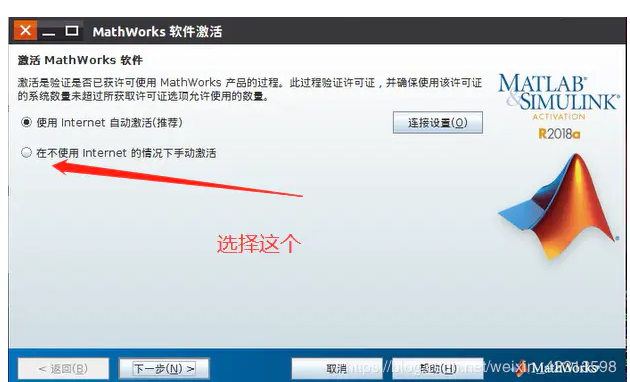 MathWorks 软件激活
激活 MathWorks 软件
激活是验证是否已获许可使用 MathWorks 产品的过程。此过程验证许可证，并确保使用该许可证
的系统数量未超过所获取许可证选项允许使用的数量。
MATLAB®
&SIMULINK®
ACTIVATION
R2018a
使用 Internet 自动激活(推荐)
连接设置(O)
在不使用 Internet 的情况下手动激活
选择这个
< 返回(B)
下一步(N) >
取消
帮助(H)
MathWorks®